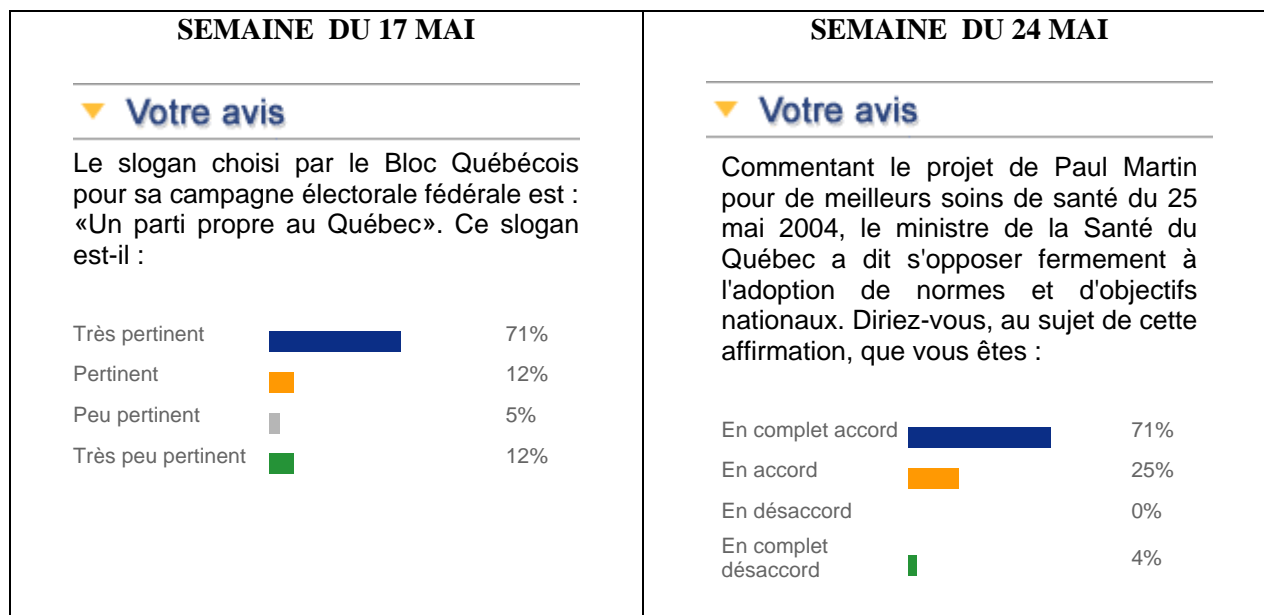 SEMAINE DU 17 MAI
Votre avis
Le slogan choisi par le Bloc Québécois
pour sa campagne électorale fédérale est :
«Un parti propre au Québec». Ce slogan
est-il :
Très pertinent 71%
Pertinent 12%
Peu pertinent 5%
Très peu pertinent 12%
SEMAINE DU 24 MAI
Votre avis
Commentant le projet de Paul Martin
pour de meilleurs soins de santé du 25
mai 2004, le ministre de la Santé du
Québec a dit s'opposer fermement à
l'adoption de normes et d'objectifs
nationaux. Diriez-vous, au sujet de cette
affirmation, que vous êtes :
En complet accord 71%
En accord 25%
En désaccord 0%
En complet
désaccord 4%